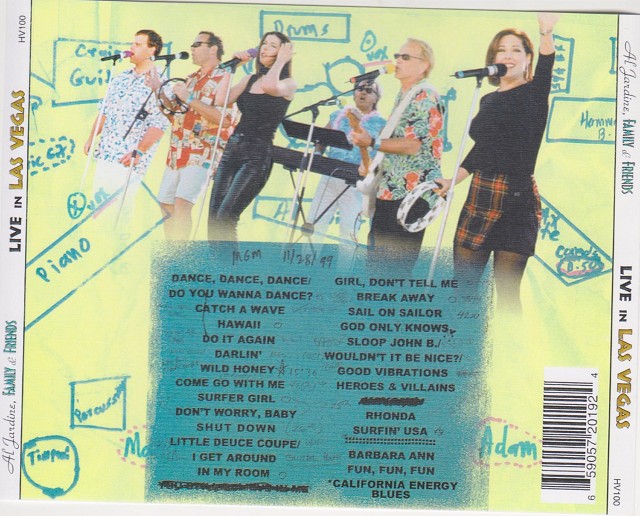 HV100
LIVE IN LAS VEGAS
Al Jardine, FAMILY & FRIENDS
Drums
Craig
Guil
vox
vox
Piano
Percussion
Timpani
Adam
MGM 11/28/99
DANCE, DANCE, DANCE/
DO YOU WANNA DANCE?
CATCH A WAVE
HAWAII
DO IT AGAIN
DARLIN'
WILD HONEY
COME GO WITH ME
SURFER GIRL
DON'T WORRY, BABY
SHUT DOWN
LITTLE DEUCE COUPE/
I GET AROUND
IN MY ROOM
GIRL, DON'T TELL ME
BREAK AWAY
SAIL ON SAILOR
GOD ONLY KNOWS
SLOOP JOHN B./
WOULDN'T IT BE NICE?/
GOOD VIBRATIONS
HEROES & VILLAINS
RHONDA
SURFIN' USA
BARBARA ANN
FUN, FUN, FUN
*CALIFORNIA ENERGY
BLUES
Al Jardine, FAMILY & FRIENDS
LIVE IN LAS VEGAS
HV100
6 59057 20192 4